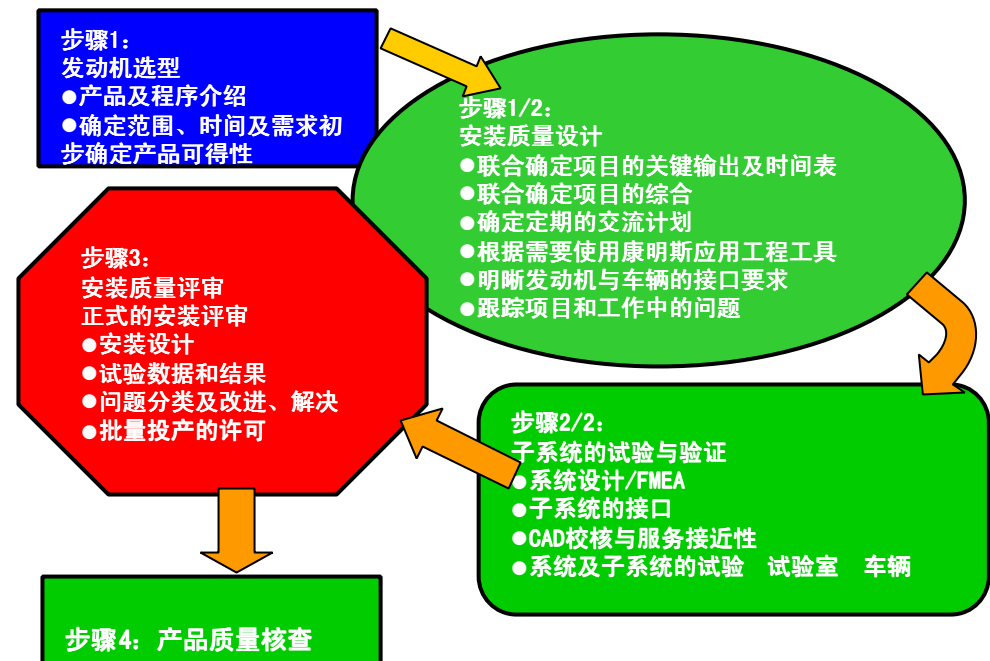 步骤1：
发动机选型
●产品及程序介绍
●确定范围、时间及需求初
步确定产品可得性
步骤1/2：
安装质量设计
●联合确定项目的关键输出及时间表
●联合确定项目的综合
●确定定期的交流计划
●根据需要使用康明斯应用工程工具
●明晰发动机与车辆的接口要求
●跟踪项目和工作中的问题
步骤2/2：
子系统的试验与验证
●系统设计/FMEA
●子系统的接口
●CAD校核与服务接近性
●系统及子系统的试验　试验室　车辆
步骤3：
安装质量评审
正式的安装评审
●安装设计
●试验数据和结果
●问题分类及改进、解决
●批量投产的许可
步骤4：产品质量核查